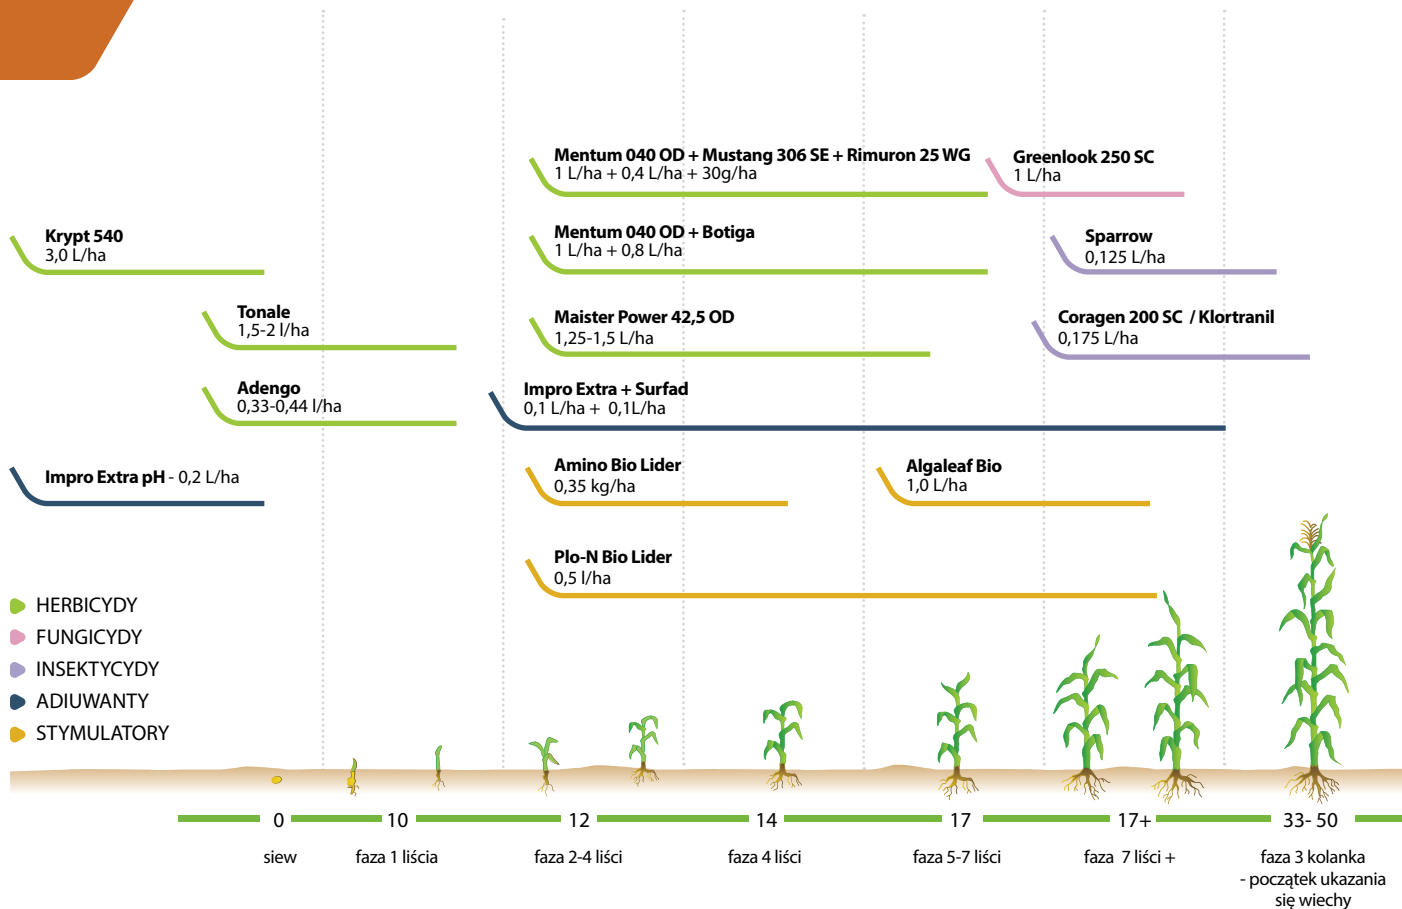 Mentum 040 OD + Mustang 306 SE + Rimuron 25 WG
1 L/ha + 0,4 L/ha + 30g/ha
Greenlook 250 SC
1 L/ha
Krypt 540
3,0 L/ha
Mentum 040 OD + Botiga
1 L/ha + 0,8 L/ha
Sparrow
0,125 L/ha
Tonale
1,5-2 l/ha
Maister Power 42,5 OD
1,25-1,5 L/ha
Coragen 200 SC / Klortranil
0,175 L/ha
Adengo
0,33-0,44 l/ha
Impro Extra + Surfad
0,1 L/ha + 0,1L/ha
Impro Extra pH - 0,2 L/ha
Amino Bio Lider
0,35 kg/ha
Algaleaf Bio
1,0 L/ha
Plo-N Bio Lider
0,5 l/ha
HERBICYDY
FUNGICYDY
INSEKTYCYDY
ADIUWANTY
STYMULATORY
0 10 12 14 17 17+ 33- 50
siew
faza 1 liścia
faza 2-4 liści
faza 4 liści
faza 5-7 liści
faza 7 liści +
faza 3 kolanka
- początek ukazania
się wiechy